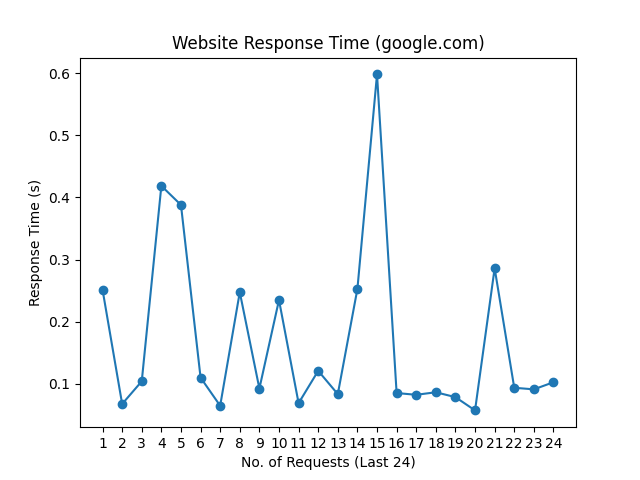 Website Response Time (google.com)
0.6
0.5
0.4
0.3
0.2
0.1
Response Time (s)
1 2 3 4 5 6 7 8 9 10 11 12 13 14 15 16 17 18 19 20 21 22 23 24
No. of Requests (Last 24)